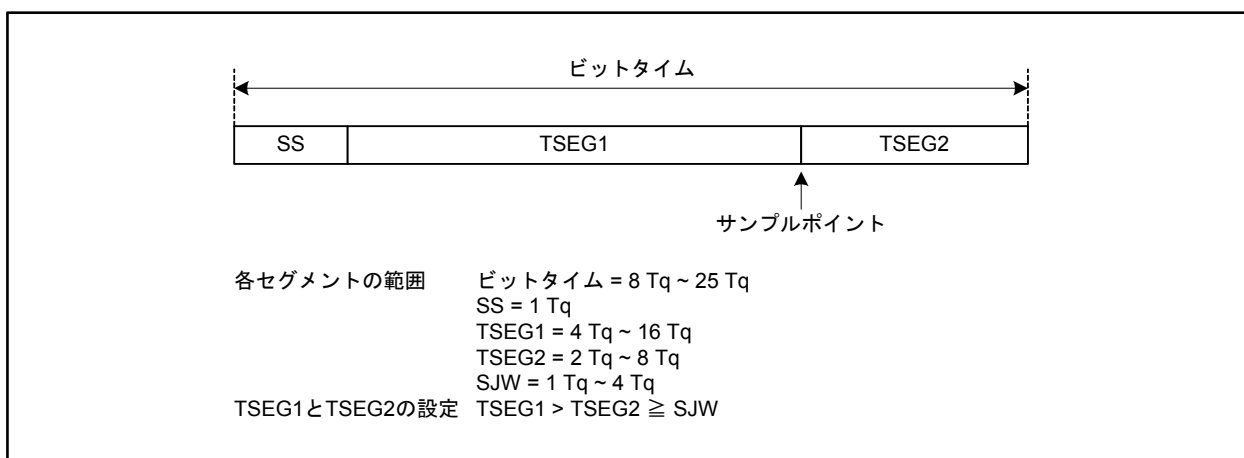 ビットタイム
SS TSEG1 TSEG2
サンプルポイント
各セグメントの範囲 ビットタイム = 8 Tq ~ 25 Tq
SS = 1 Tq
TSEG1 = 4 Tq ~ 16 Tq
TSEG2 = 2 Tq ~ 8 Tq
SJW = 1 Tq ~ 4 Tq
TSEG1とTSEG2の設定 TSEG1 > TSEG2 ≧ SJW